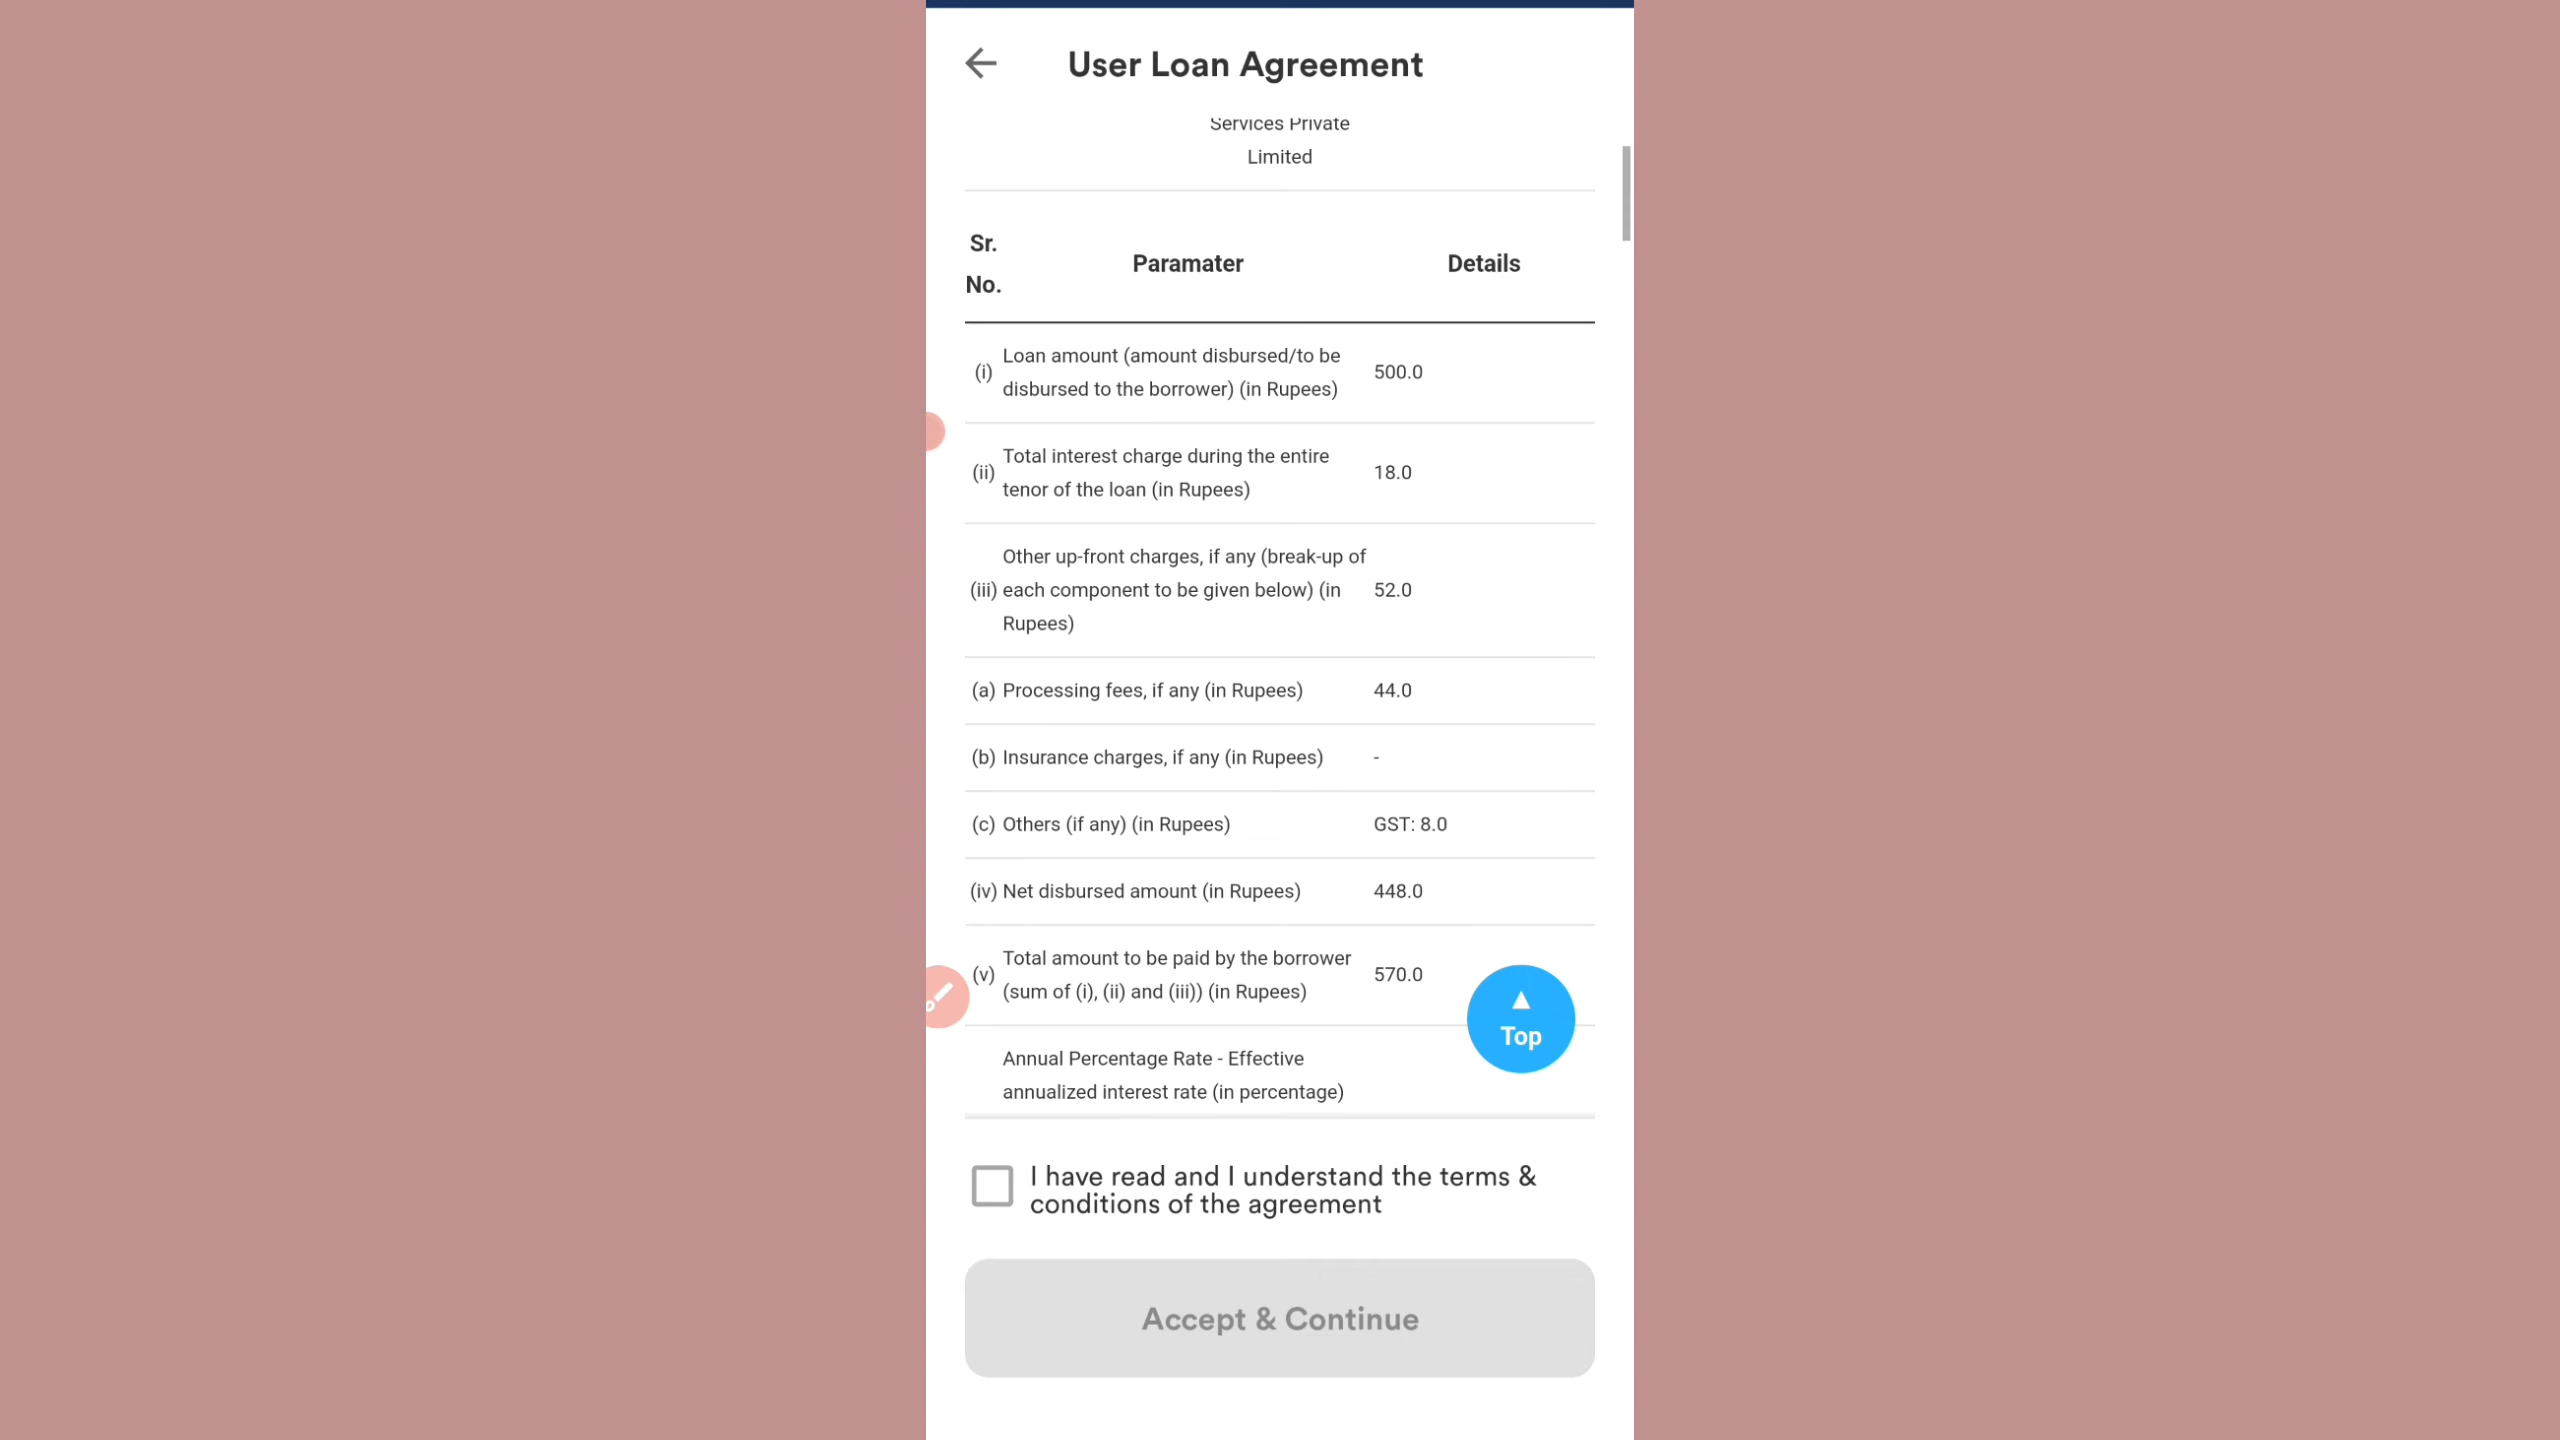 User Loan Agreement
Services Private
Limited
Sr.
No.
Paramater
Details
(i)
Loan amount (amount disbursed/to be
disbursed to the borrower) (in Rupees)
500.0
(ii)
Total interest charge during the entire
tenor of the loan (in Rupees)
18.0
Other up-front charges, if any (break-up of
(iii) each component to be given below) (in
Rupees)
52.0
(a) Processing fees, if any (in Rupees)
44.0
(b) Insurance charges, if any (in Rupees)
-
(c) Others (if any) (in Rupees)
GST: 8.0
(iv) Net disbursed amount (in Rupees)
448.0
(v)
Total amount to be paid by the borrower
(sum of (i), (ii) and (iii)) (in Rupees)
570.0
▲
Top
Annual Percentage Rate - Effective
annualized interest rate (in percentage)
I have read and I understand the terms &
conditions of the agreement
Accept & Continue